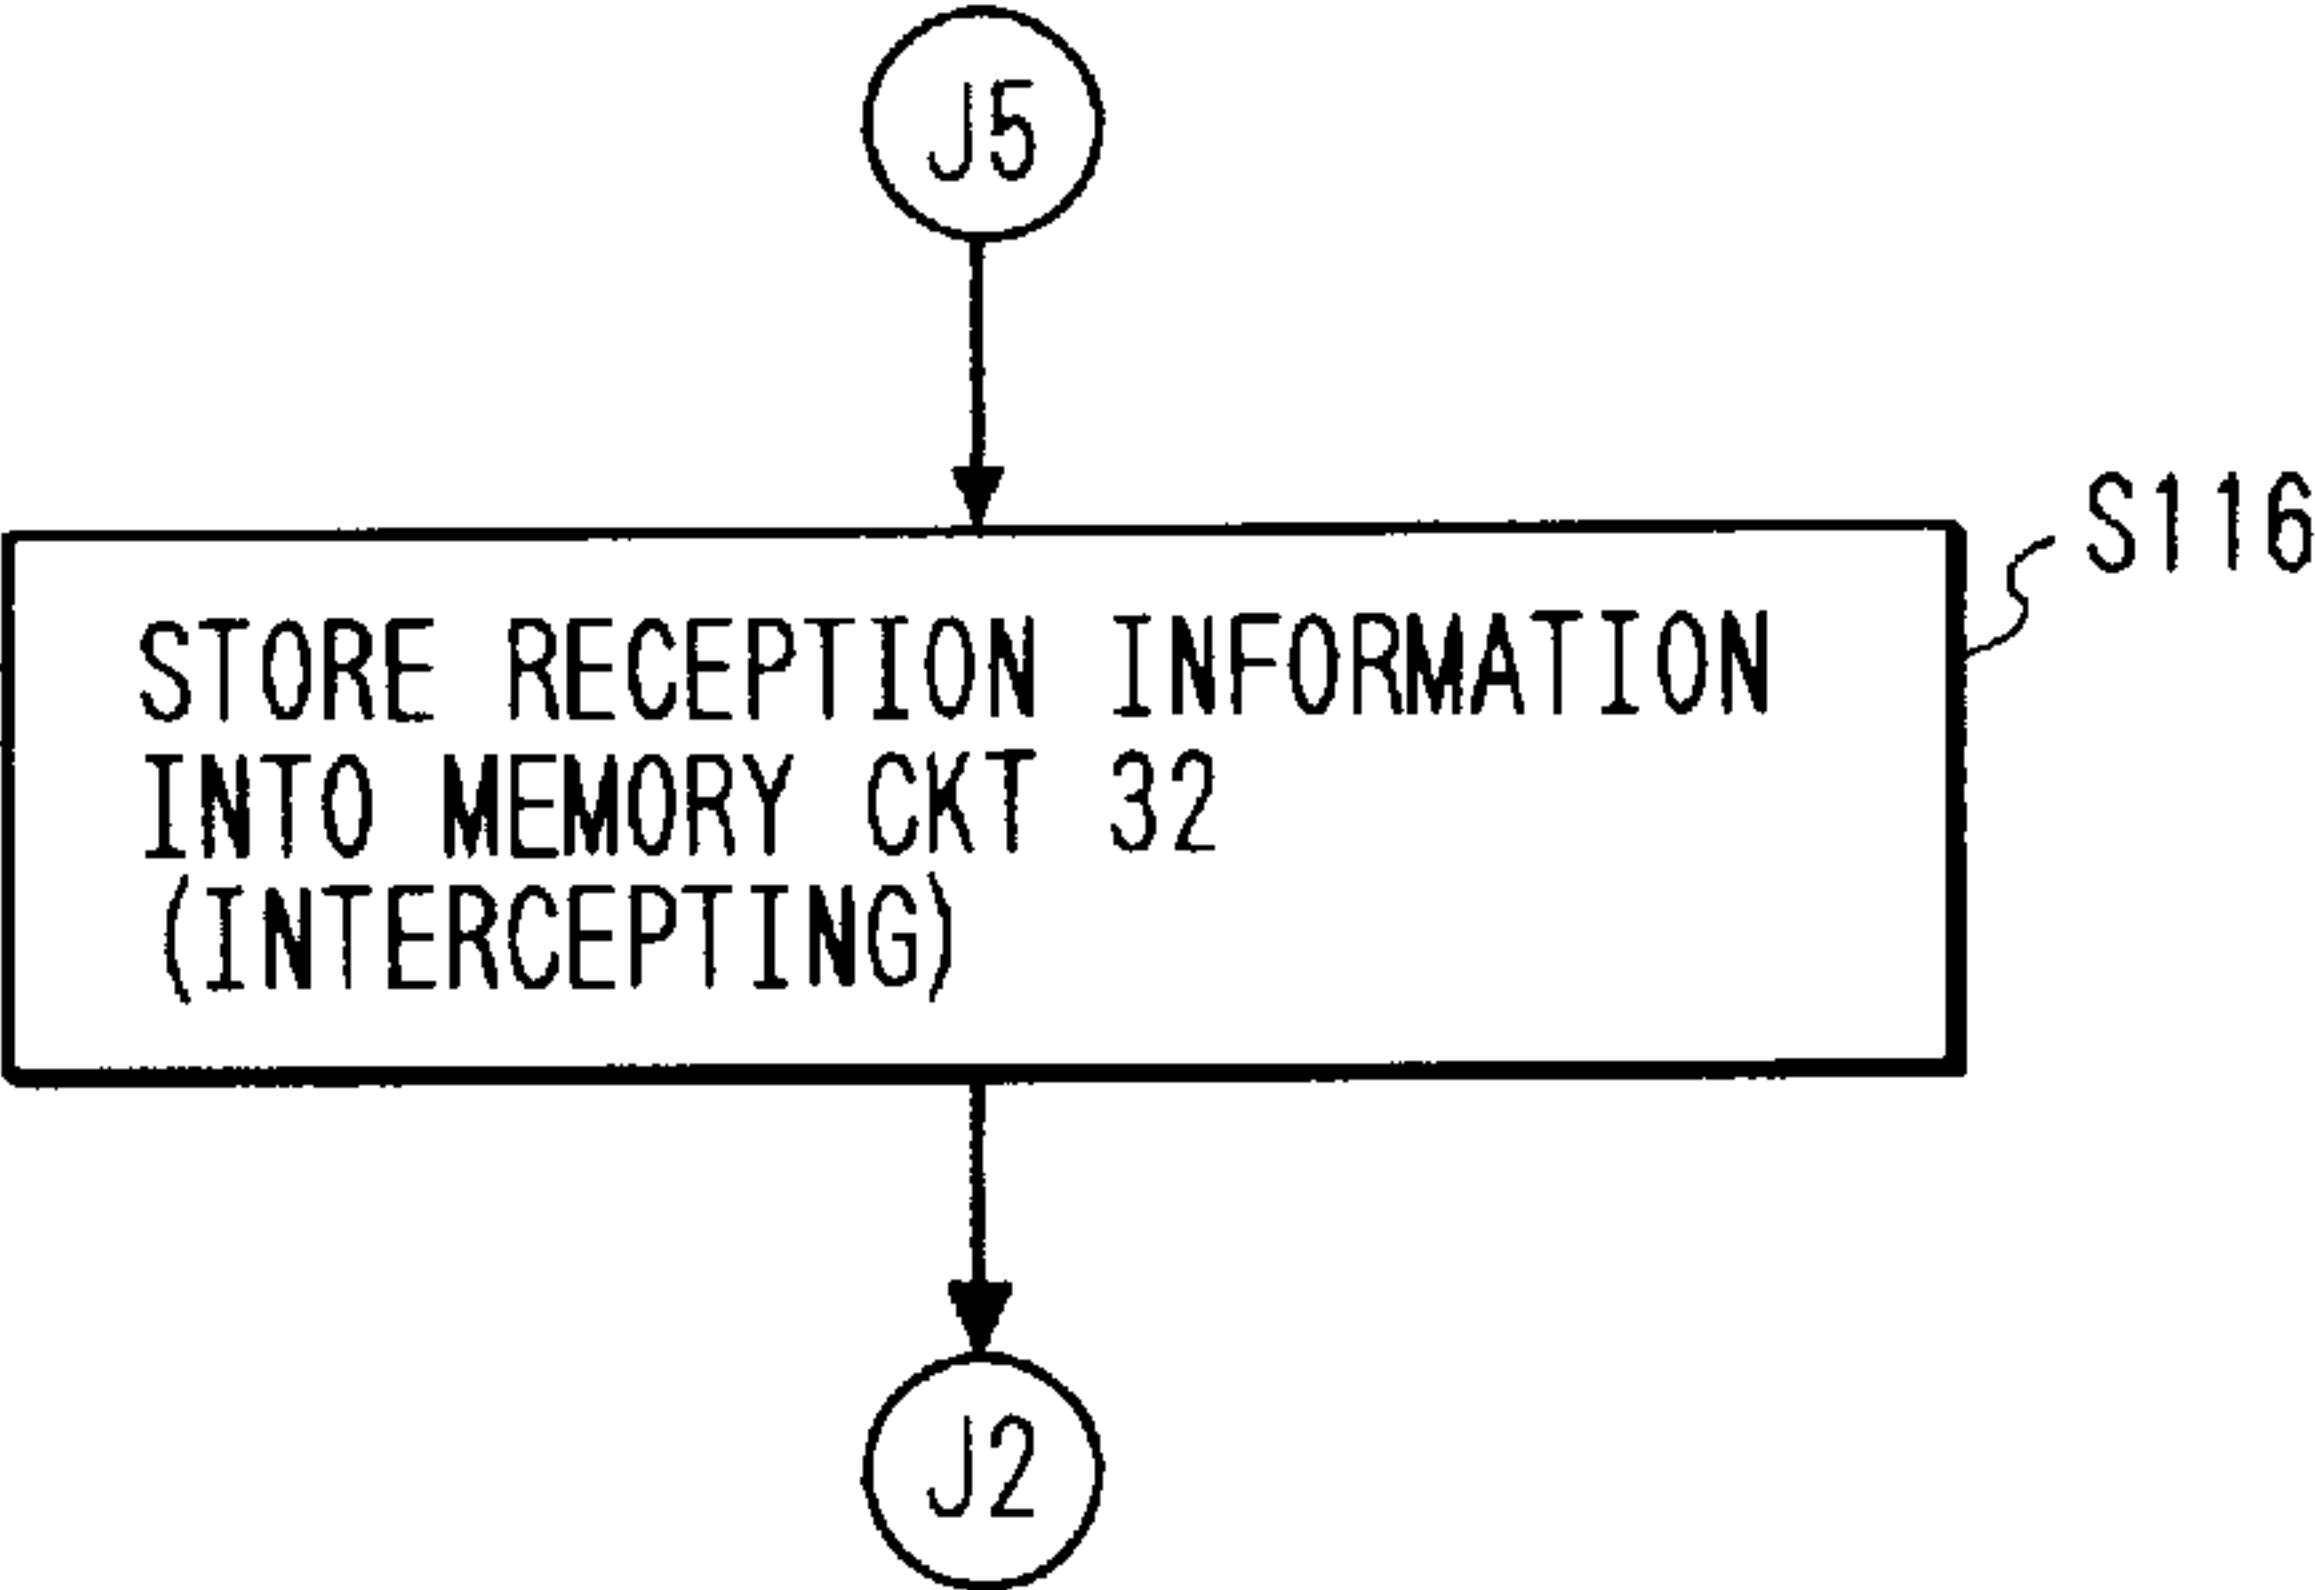 J5
S116
STORE RECEPTION INFORMATION
INTO MEMORY CKT 32
(INTERCEPTING)
J2